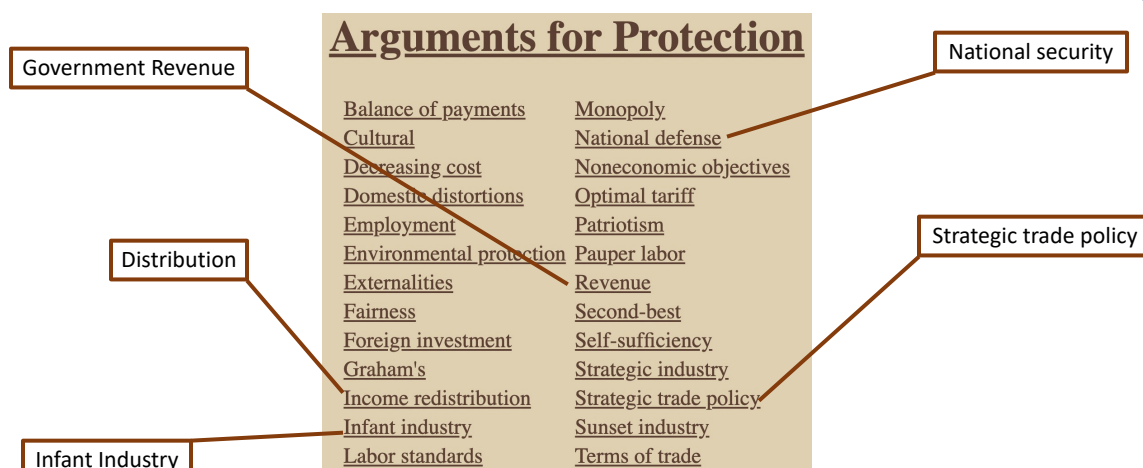 Arguments for Protection
Government Revenue
National security
Balance of payments
Cultural
Decreasing cost
Domestic distortions
Employment
Environmental protection
Externalities
Fairness
Foreign investment
Graham's
Income redistribution
Infant industry
Labor standards
Monopoly
National defense
Noneconomic objectives
Optimal tariff
Patriotism
Pauper labor
Revenue
Second-best
Self-sufficiency
Strategic industry
Strategic trade policy
Sunset industry
Terms of trade
Distribution
Strategic trade policy
Infant Industry